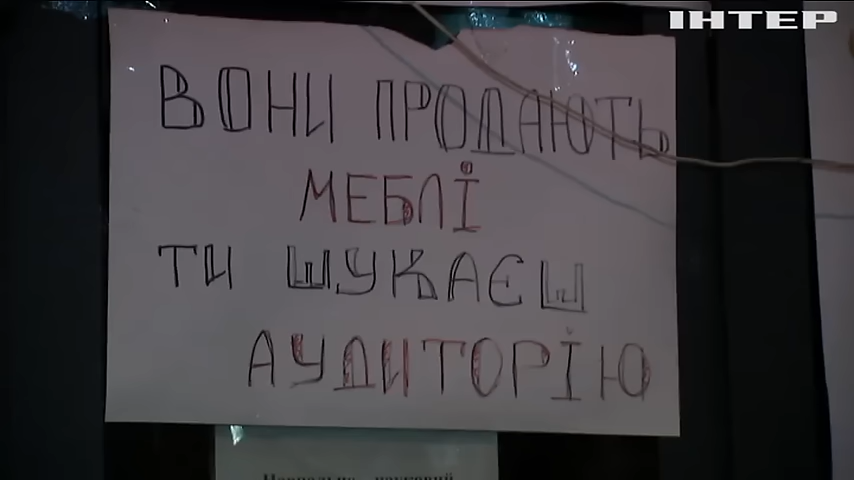 ІНТЕР
ВОНИ ПРОДАЮТЬ
МЕБЛІ
ТИ ШУКАЄШ
АУДИТОРІЮ